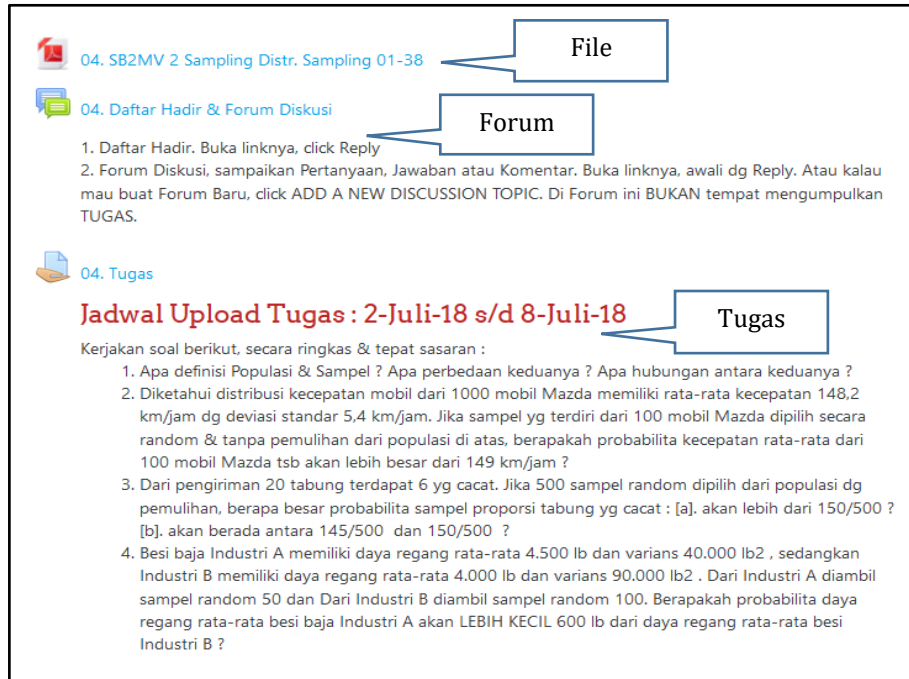 File
04. SB2MV 2 Sampling Distr. Sampling 01-38
04. Daftar Hadir & Forum Diskusi
Forum
1. Daftar Hadir. Buka linknya, click Reply
2. Forum Diskusi, sampaikan Pertanyaan, Jawaban atau Komentar. Buka linknya, awali dg Reply. Atau kalau
mau buat Forum Baru, click ADD A NEW DISCUSSION TOPIC. Di Forum ini BUKAN tempat mengumpulkan
TUGAS.
04. Tugas
Jadwal Upload Tugas : 2-Juli-18 s/d 8-Juli-18
Tugas
Kerjakan soal berikut, secara ringkas & tepat sasaran :
1. Apa definisi Populasi & Sampel ? Apa perbedaan keduanya ? Apa hubungan antara keduanya ?
2. Diketahui distribusi kecepatan mobil dari 1000 mobil Mazda memiliki rata-rata kecepatan 148,2
km/jam dg deviasi standar 5,4 km/jam. Jika sampel yg terdiri dari 100 mobil Mazda dipilih secara
random & tanpa pemulihan dari populasi di atas, berapakah probabilita kecepatan rata-rata dari
100 mobil Mazda tsb akan lebih besar dari 149 km/jam ?
3. Dari pengiriman 20 tabung terdapat 6 yg cacat. Jika 500 sampel random dipilih dari populasi dg
pemulihan, berapa besar probabilita sampel proporsi tabung yg cacat : [a]. akan lebih dari 150/500 ?
[b]. akan berada antara 145/500 dan 150/500 ?
4. Besi baja Industri A memiliki daya regang rata-rata 4.500 lb dan varians 40.000 lb2 , sedangkan
Industri B memiliki daya regang rata-rata 4.000 lb dan varians 90.000 lb2 . Dari Industri A diambil
sampel random 50 dan Dari Industri B diambil sampel random 100. Berapakah probabilita daya
regang rata-rata besi baja Industri A akan LEBIH KECIL 600 lb dari daya regang rata-rata besi
Industri B ?